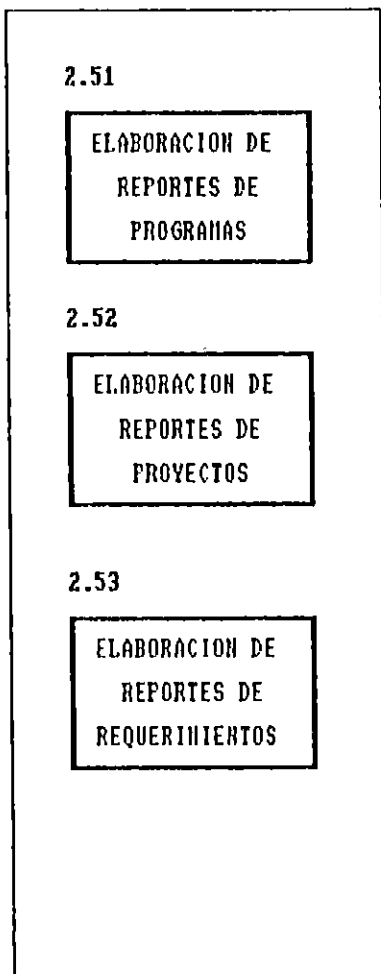 2.51
ELABORACION DE
REPORTES DE
PROGRAMAS
2.52
ELABORACION DE
REPORTES DE
PROYECTOS
2.53
ELABORACION DE
REPORTES DE
REQUERIMIENTOS